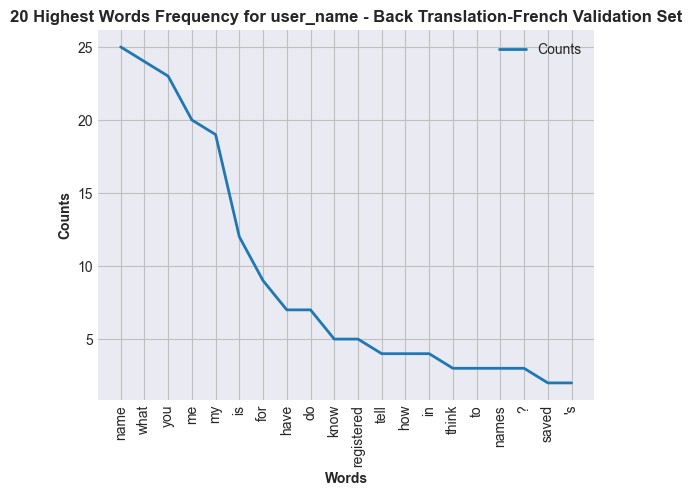 20 Highest Words Frequency for user_name - Back Translation-French Validation Set
Counts
Counts
25
20
15
10
5
name
what
you
me
my
is
for
have
do
know
registered
tell
how
in
think
to
names
?
saved
's
Words